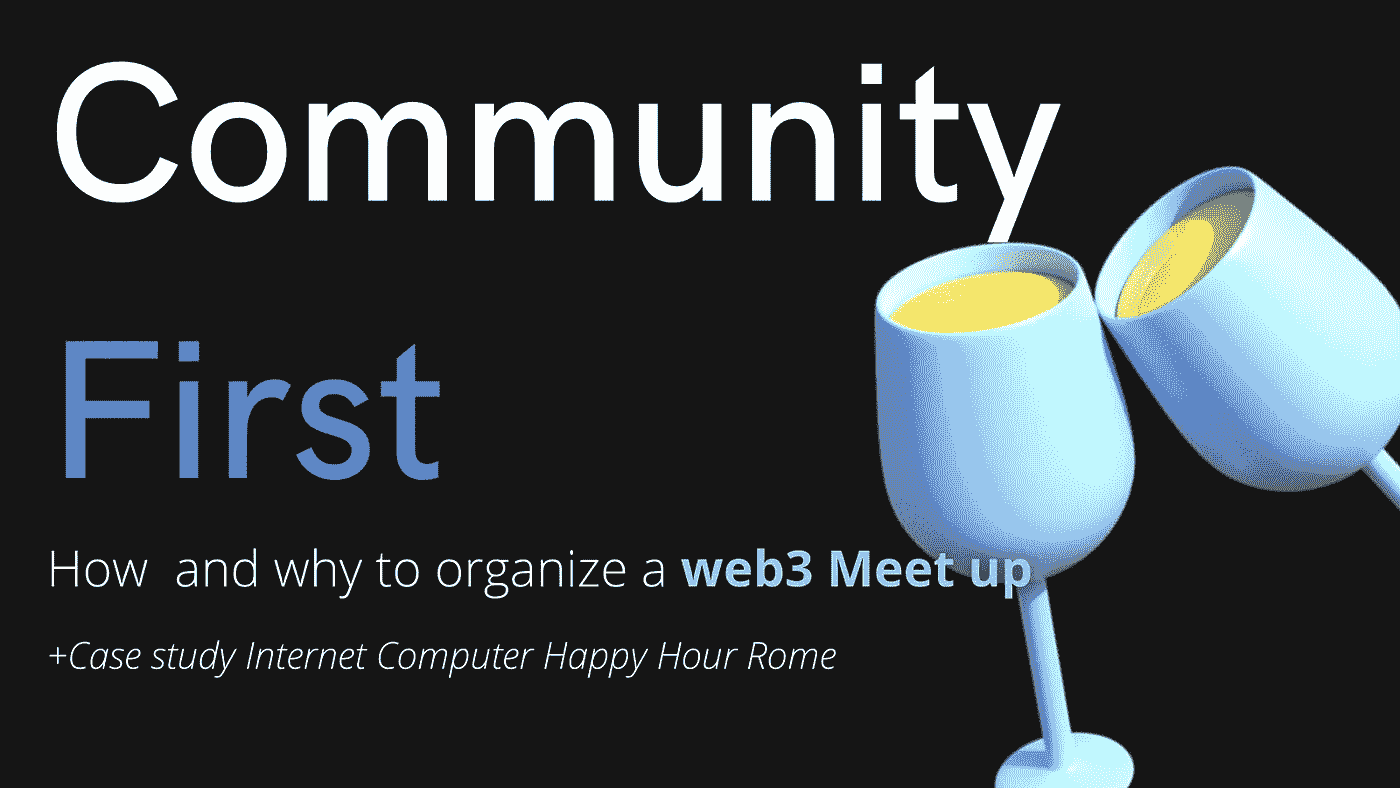 Community
First
How and why to organize a web3 Meet up
+Case study Internet Computer Happy Hour Rome